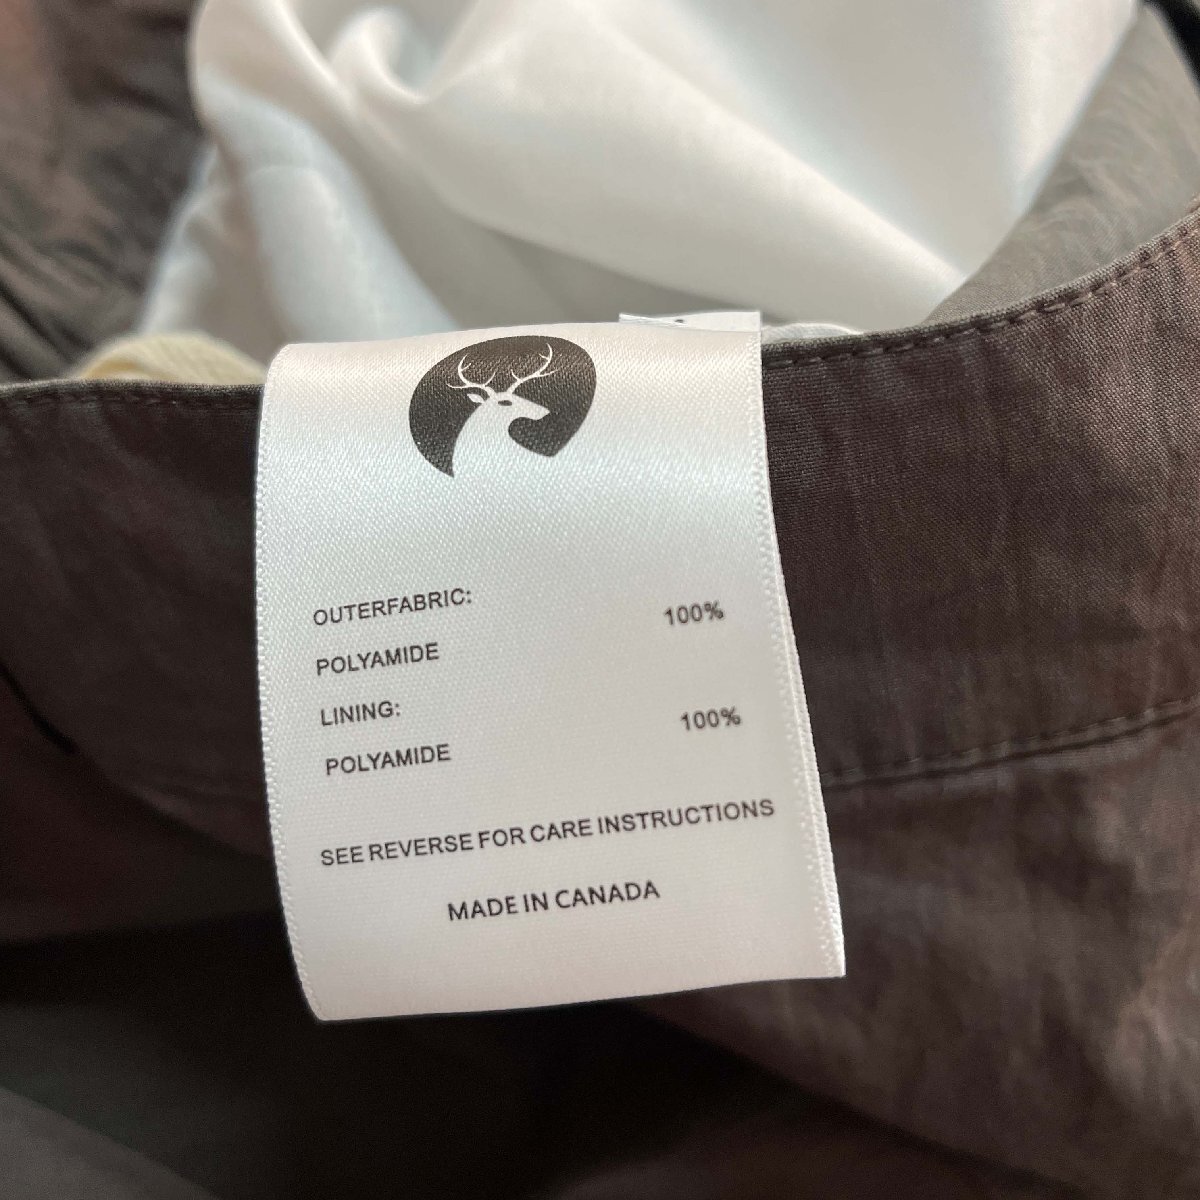 OUTERFABRIC:
100%
POLYAMIDE
LINING:
100%
POLYAMIDE
SEE REVERSE FOR CARE INSTRUCTIONS
MADE IN CANADA